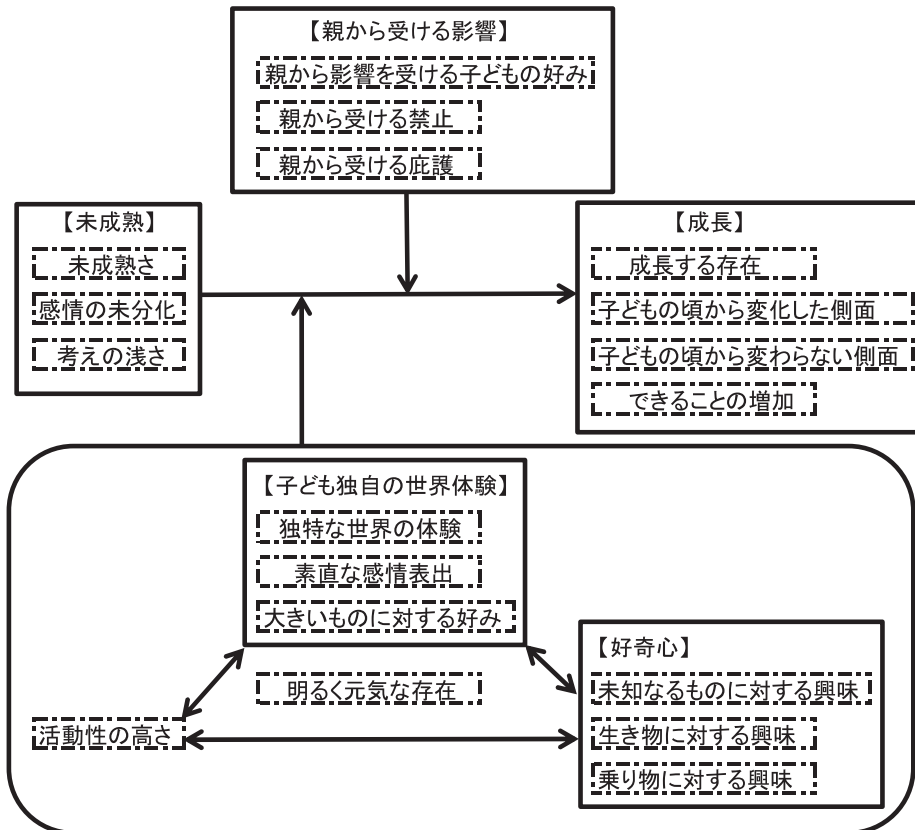 【親から受ける影響】
親から影響を受ける子どもの好み
親から受ける禁止
親から受ける庇護
【未成熟】
未成熟さ
感情の未分化
考えの浅さ
【成長】
成長する存在
子どもの頃から変化した側面
子どもの頃から変わらない側面
できることの増加
【子ども独自の世界体験】
独特な世界の体験
素直な感情表出
大きいものに対する好み
明るく元気な存在
活動性の高さ
【好奇心】
未知なるものに対する興味
生き物に対する興味
乗り物に対する興味